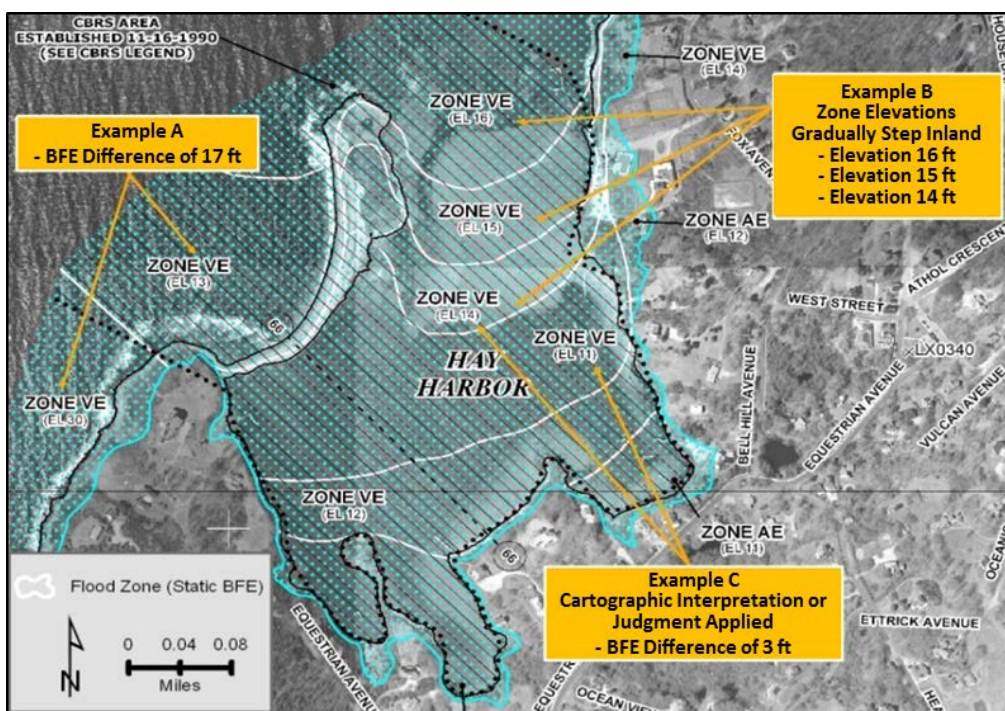 CBRS AREA
ESTABLISHED 11-16-1990
(SEE CBRS LEGEND)
ZONE VE
(EL 14)
Example A
- BFE Difference of 17 ft
ZONE VE
(EL 16)
Example B
Zone Elevations
Gradually Step Inland
- Elevation 16 ft
- Elevation 15 ft
- Elevation 14 ft
FOX AVENUE
ZONE VE
(EL 15)
ZONE AE
(EL 12)
ATHOL CRESCENT
ZONE VE
(EL 13)
WEST STREET
ZONE VE
(EL 14)
66
ZONE VE
(EL 11)
LX0340
HAY
HARBOR
ZONE VE
(EL 30)
BELL HILL AVENUE
EQUESTRIAN AVENUE
VULCAN AVENUE
ZONE VE
(EL 12)
ZONE AE
(EL 11)
66
Flood Zone (Static BFE)
N
0 0.04 0.08
Miles
EQUESTRIAN AVENUE
Example C
Cartographic Interpretation or
Judgment Applied
- BFE Difference of 3 ft
ETTRICK AVENUE